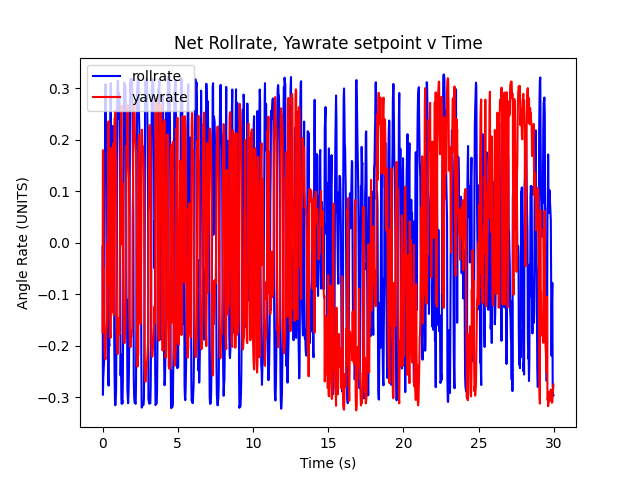 Net Rollrate, Yawrate setpoint v Time
rollrate
yawrate
Angle Rate (UNITS)
0.3
0.2
0.1
0.0
−0.1
−0.2
−0.3
0 5 10 15 20 25 30
Time (s)